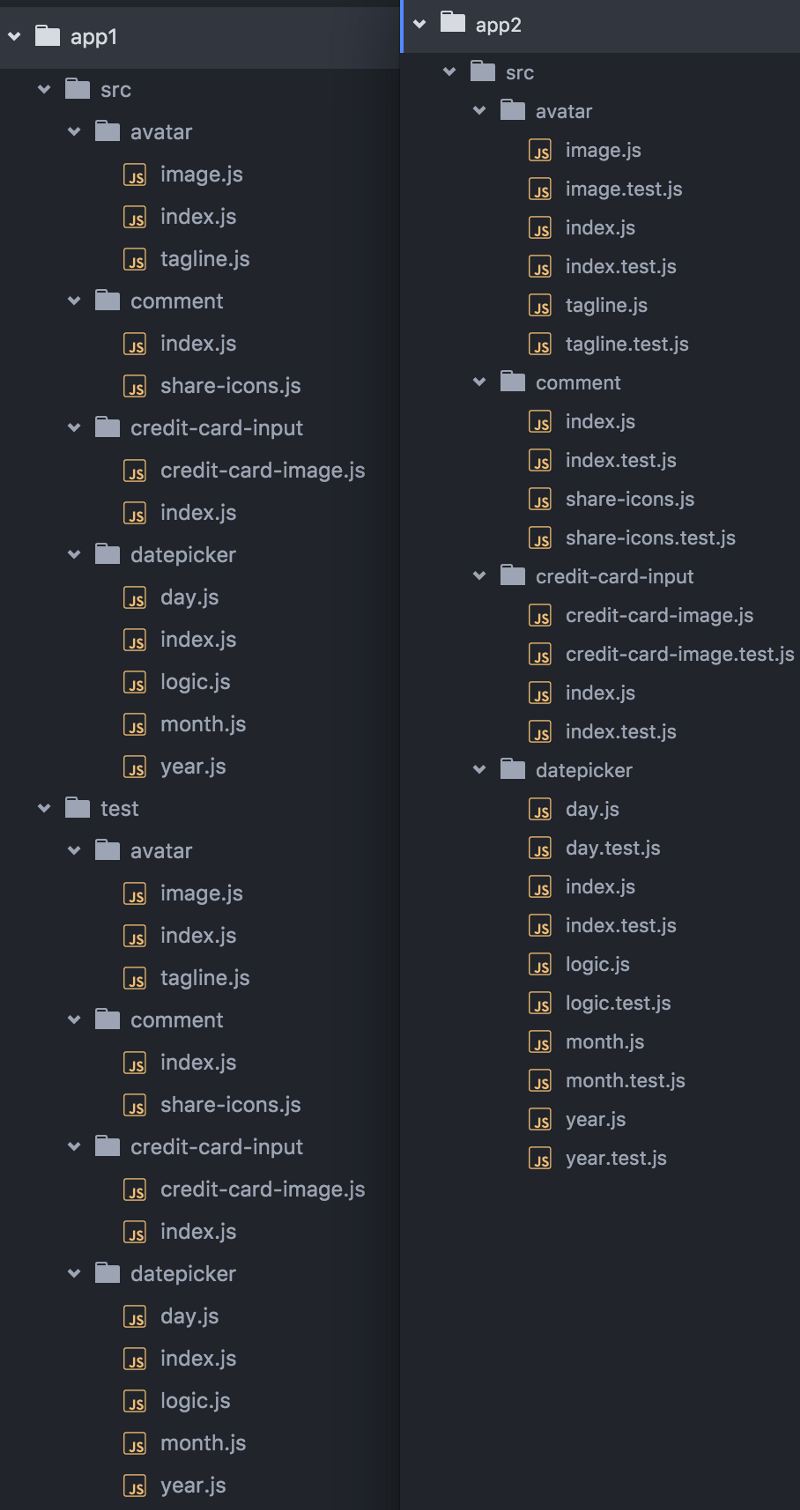 app1
src
avatar
JS image.js
JS index.js
JS tagline.js
comment
JS index.js
JS share-icons.js
credit-card-input
JS credit-card-image.js
JS index.js
datepicker
JS day.js
JS index.js
JS logic.js
JS month.js
JS year.js
test
avatar
JS image.js
JS index.js
JS tagline.js
comment
JS index.js
JS share-icons.js
credit-card-input
JS credit-card-image.js
JS index.js
datepicker
JS day.js
JS index.js
JS logic.js
JS month.js
JS year.js
app2
src
avatar
JS image.js
JS image.test.js
JS index.js
JS index.test.js
JS tagline.js
JS tagline.test.js
comment
JS index.js
JS index.test.js
JS share-icons.js
JS share-icons.test.js
credit-card-input
JS credit-card-image.js
JS credit-card-image.test.js
JS index.js
JS index.test.js
datepicker
JS day.js
JS day.test.js
JS index.js
JS index.test.js
JS logic.js
JS logic.test.js
JS month.js
JS month.test.js
JS year.js
JS year.test.js